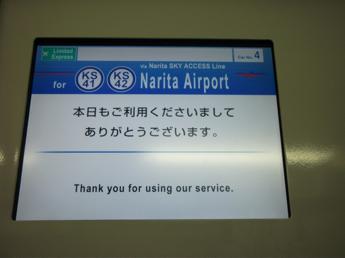 Limited
Express
Via Narita SKY ACCESS Line
Car No. 4
for KS 41 KS 42 Narita Airport
本日もご利用くださいまして
ありがとうございます。
Thank you for using our service.